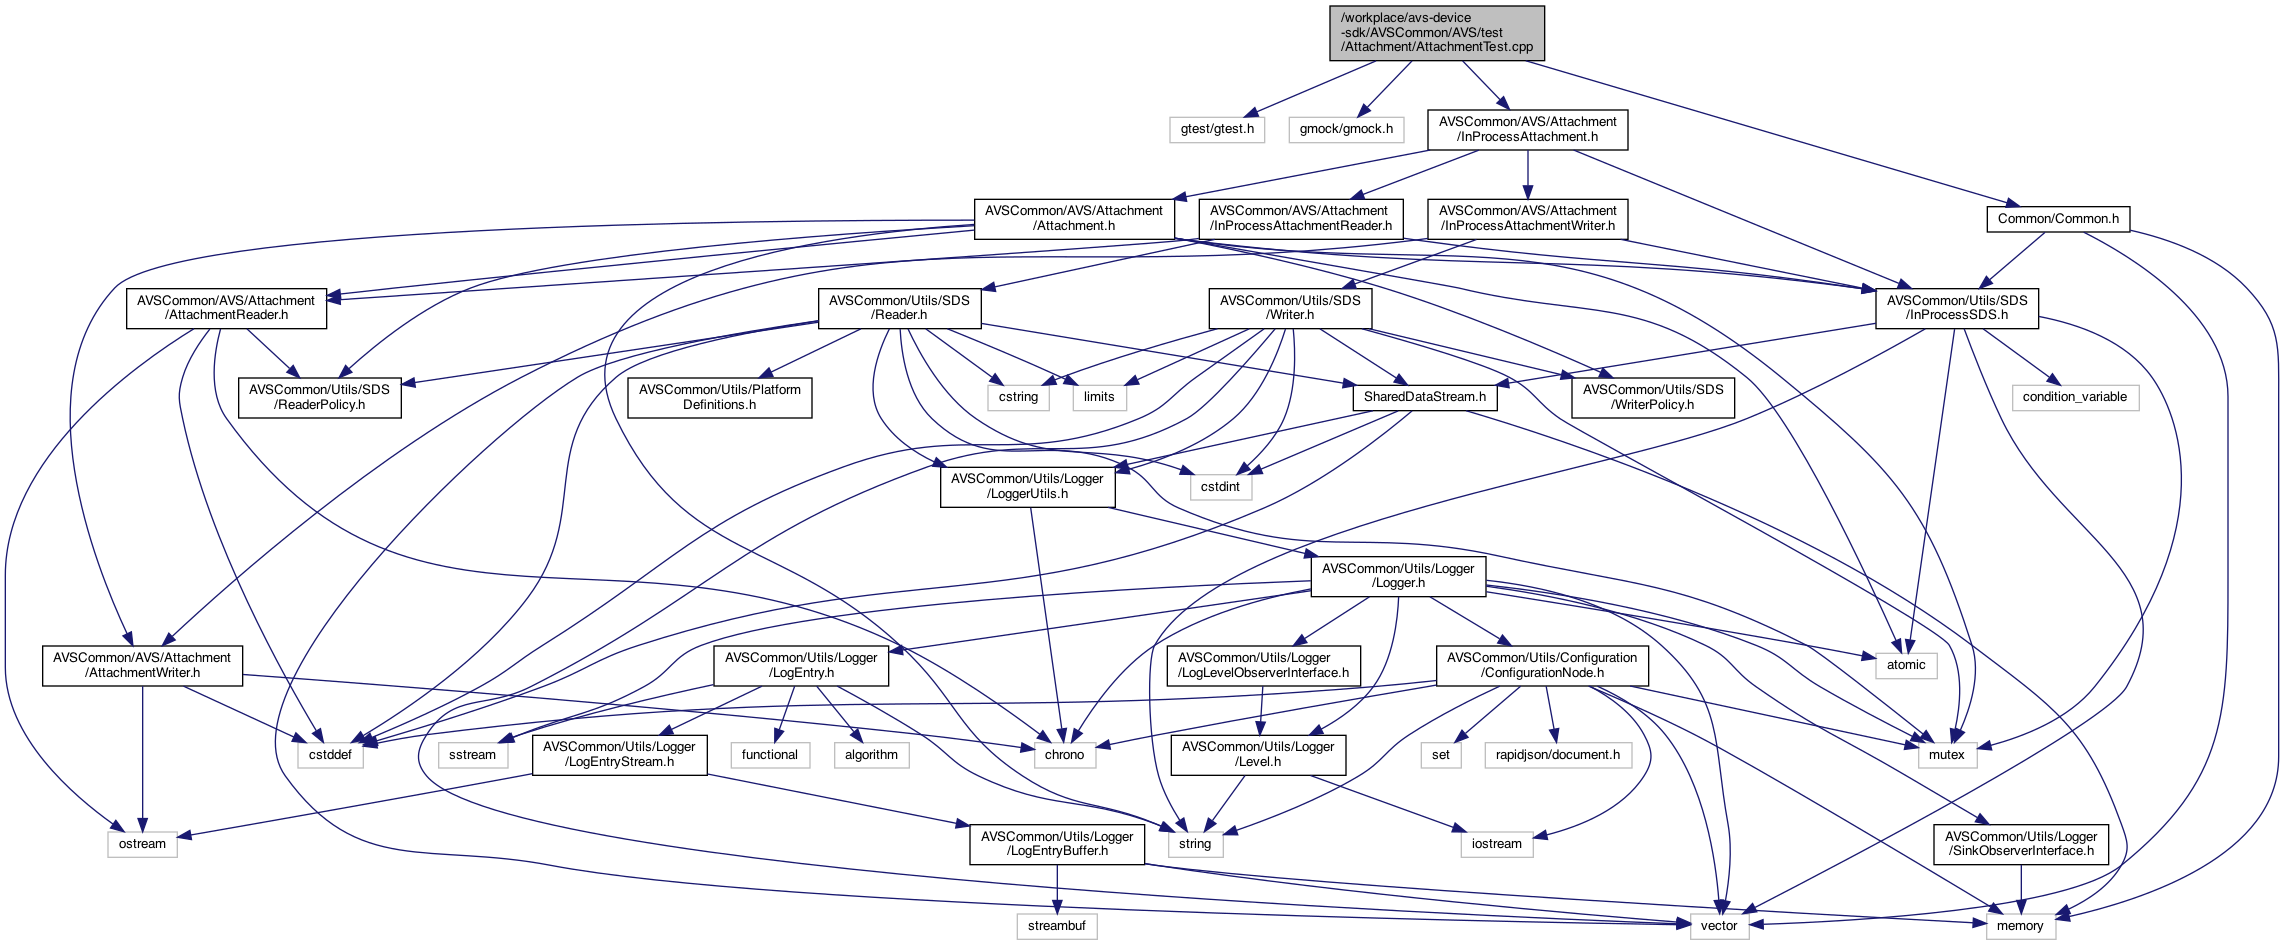 /workplace/avs-device
-sdk/AVSCommon/AVS/test
/Attachment/AttachmentTest.cpp
gtest/gtest.h
gmock/gmock.h
AVSCommon/AVS/Attachment
/InProcessAttachment.h
AVSCommon/AVS/Attachment
/Attachment.h
AVSCommon/AVS/Attachment
/InProcessAttachmentReader.h
AVSCommon/AVS/Attachment
/InProcessAttachmentWriter.h
Common/Common.h
AVSCommon/AVS/Attachment
/AttachmentReader.h
AVSCommon/Utils/SDS
/Reader.h
AVSCommon/Utils/SDS
/Writer.h
AVSCommon/Utils/SDS
/InProcessSDS.h
AVSCommon/Utils/SDS
/ReaderPolicy.h
AVSCommon/Utils/Platform
Definitions.h
cstring
limits
SharedDataStream.h
AVSCommon/Utils/SDS
/WriterPolicy.h
condition_variable
AVSCommon/Utils/Logger
/LoggerUtils.h
cstdint
AVSCommon/Utils/Logger
/Logger.h
AVSCommon/AVS/Attachment
/AttachmentWriter.h
AVSCommon/Utils/Logger
/LogEntry.h
AVSCommon/Utils/Logger
/LogLevelObserverInterface.h
AVSCommon/Utils/Configuration
/ConfigurationNode.h
atomic
cstddef
sstream
AVSCommon/Utils/Logger
/LogEntryStream.h
functional
algorithm
chrono
AVSCommon/Utils/Logger
/Level.h
set
rapidjson/document.h
mutex
ostream
AVSCommon/Utils/Logger
/LogEntryBuffer.h
string
iostream
AVSCommon/Utils/Logger
/SinkObserverInterface.h
streambuf
vector
memory